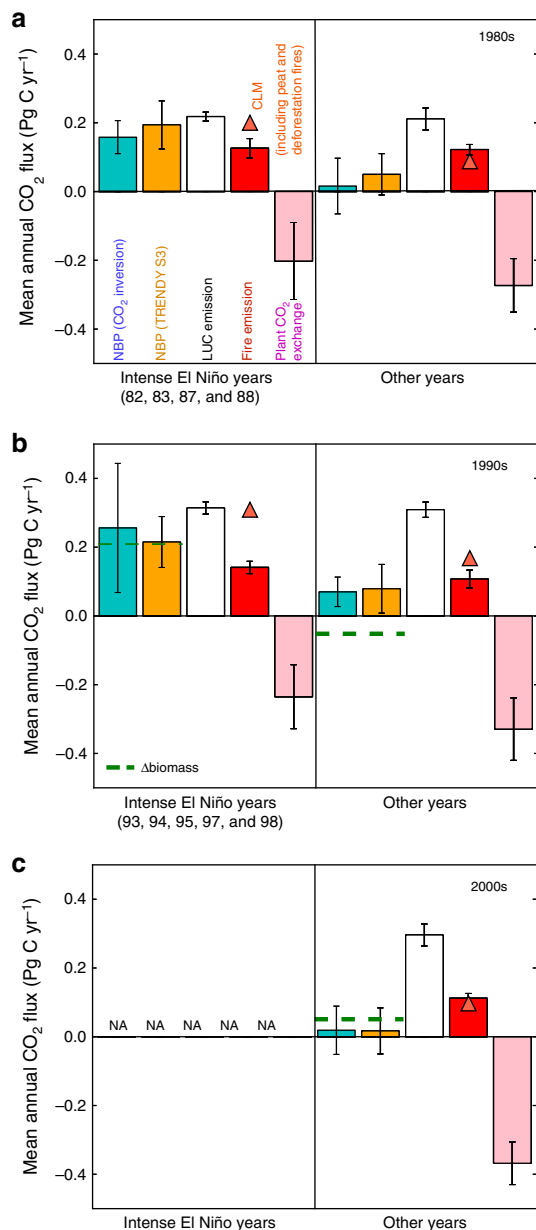 a
Mean annual CO₂ flux (Pg C yr⁻¹)
0.4
0.2
0.0
−0.2
−0.4
1980s
CLM
(including peat and
deforestation fires)
NBP (CO₂ inversion)
NBP (TRENDY S3)
LUC emission
Fire emission
Plant CO₂
exchange
Intense El Niño years
(82, 83, 87, and 88)
Other years
b
Mean annual CO₂ flux (Pg C yr⁻¹)
0.4
0.2
0.0
−0.2
−0.4
1990s
Δbiomass
Intense El Niño years
(93, 94, 95, 97, and 98)
Other years
c
Mean annual CO₂ flux (Pg C yr⁻¹)
0.4
0.2
0.0
−0.2
−0.4
2000s
NA NA NA NA NA
Intense El Niño years
Other years